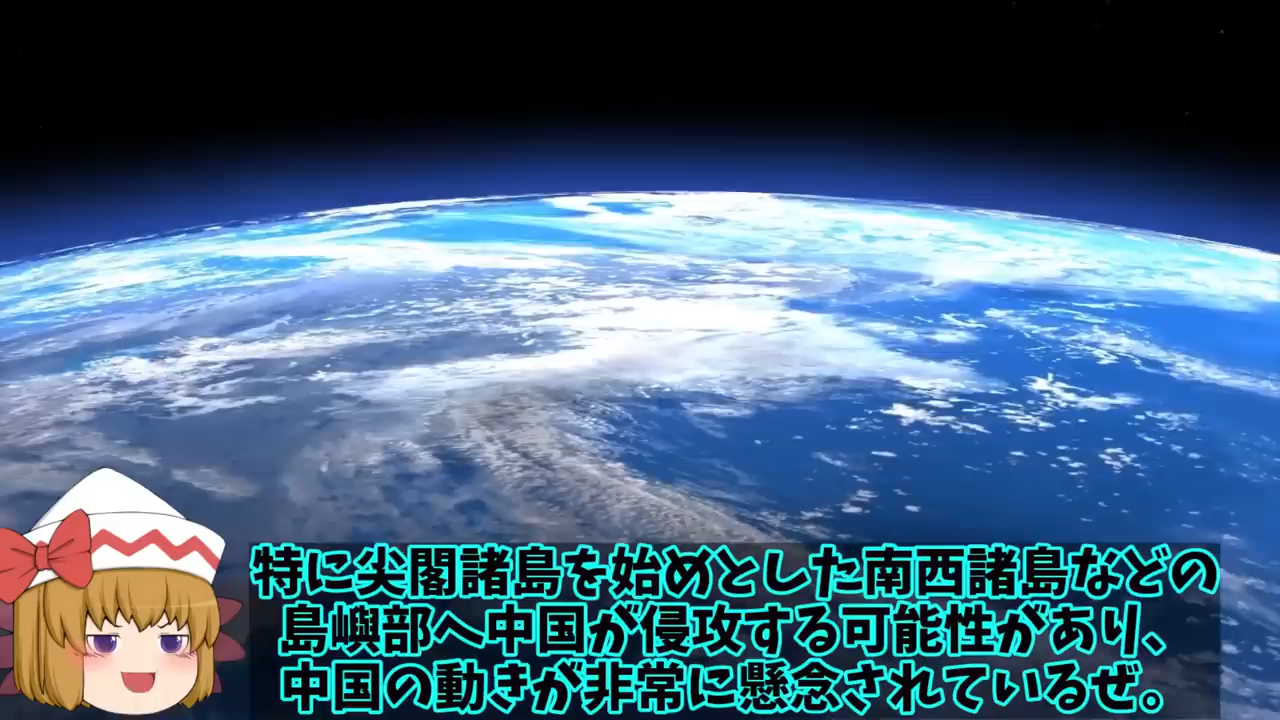 特に尖閣諸島を始めとした南西諸島などの
島嶼部へ中国が侵攻する可能性があり、
中国の動きが非常に懸念されているぜ。